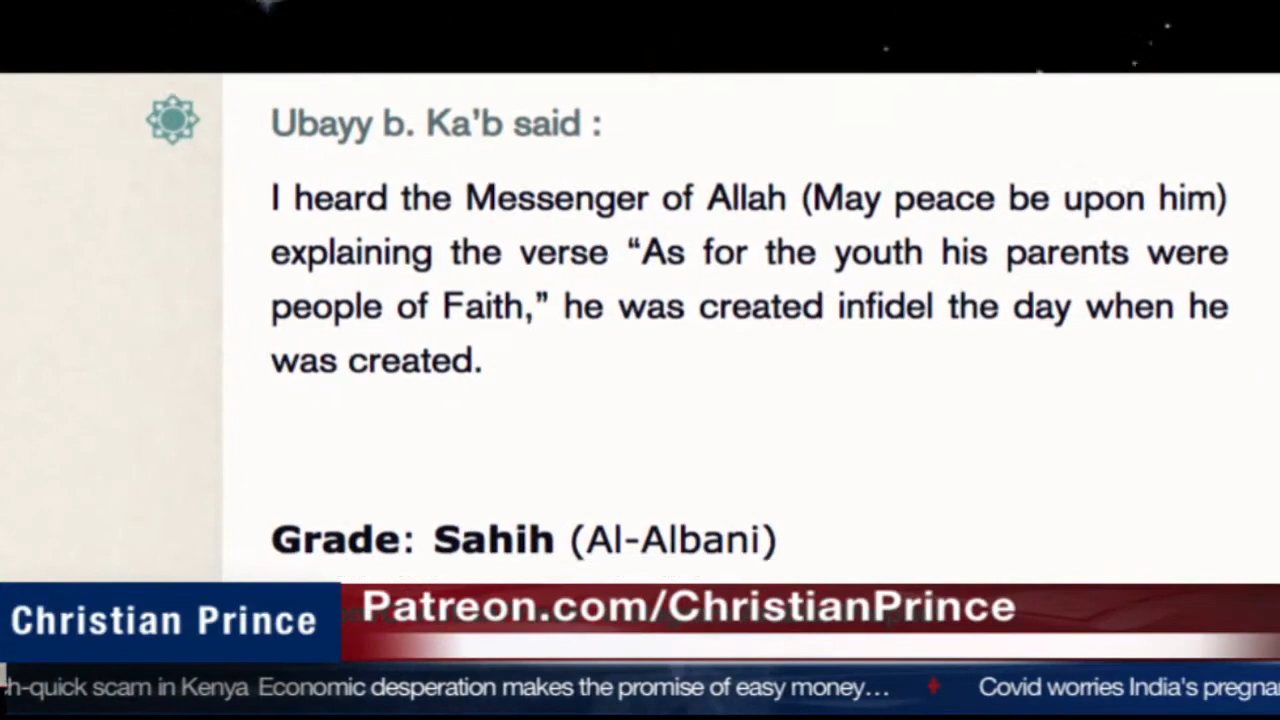 Ubayy b. Ka’b said :
I heard the Messenger of Allah (May peace be upon him)
explaining the verse “As for the youth his parents were
people of Faith,” he was created infidel the day when he
was created.
Grade: Sahih (Al-Albani)
Christian Prince
Patreon.com/ChristianPrince
h-quick scam in Kenya Economic desperation makes the promise of easy money... Covid worries India's pregna